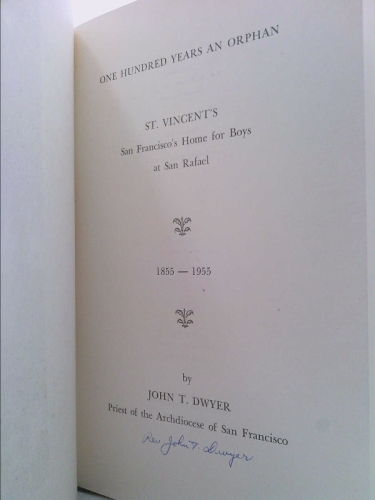 ONE HUNDRED YEARS AN ORPHAN
ST. VINCENT'S
San Francisco's Home for Boys
at San Rafael
1855 — 1955
by
JOHN T. DWYER
Priest of the Archdiocese of San Francisco
Rev. John T. Dwyer